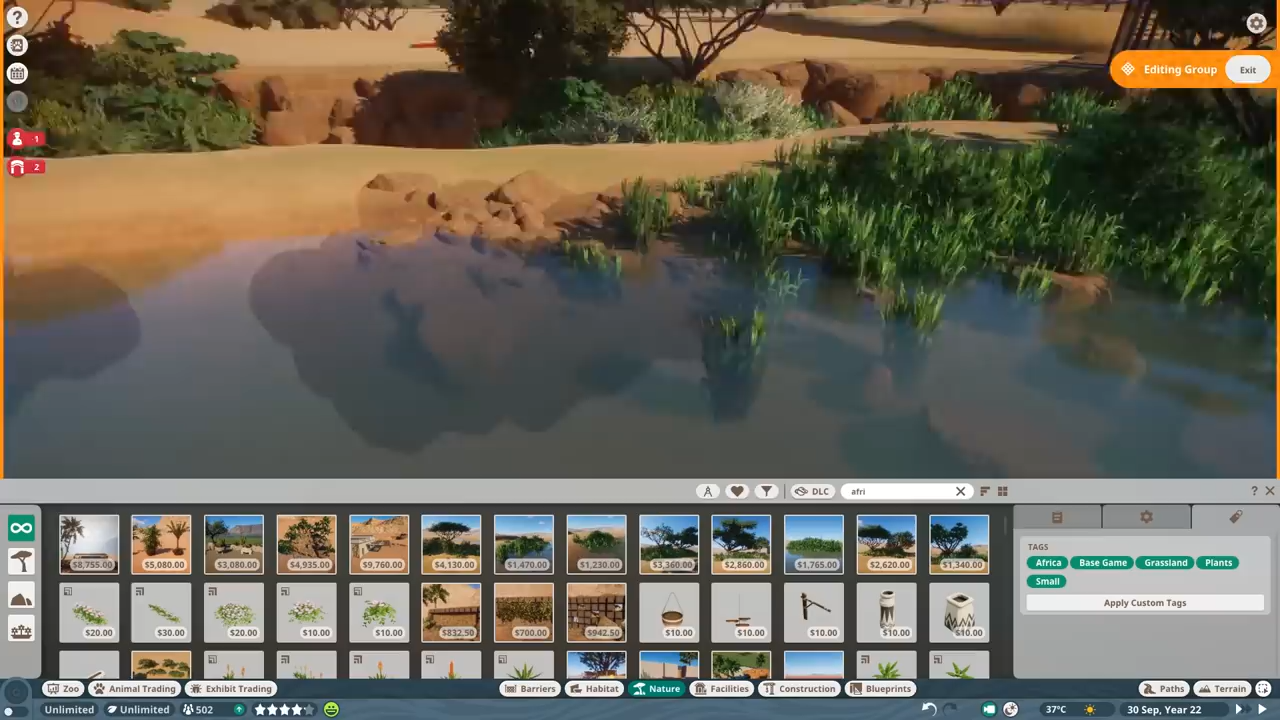 ?
Editing Group Exit
1
2
DLC afri
?
$8,755.00 $5,080.00 $3,080.00 $4,935.00 $9,760.00 $4,130.00 $1,470.00 $1,230.00 $3,360.00 $2,860.00 $1,765.00 $2,620.00 $1,340.00
TAGS
Africa Base Game Grassland Plants
Small
Apply Custom Tags
$20.00 $30.00 $20.00 $10.00 $10.00 $832.50 $700.00 $942.50 $10.00 $10.00 $10.00 $10.00 $10.00
Zoo Animal Trading Exhibit Trading Barriers Habitat Nature Facilities Construction Blueprints Paths Terrain
Unlimited Unlimited 502 37°C 30 Sep, Year 22